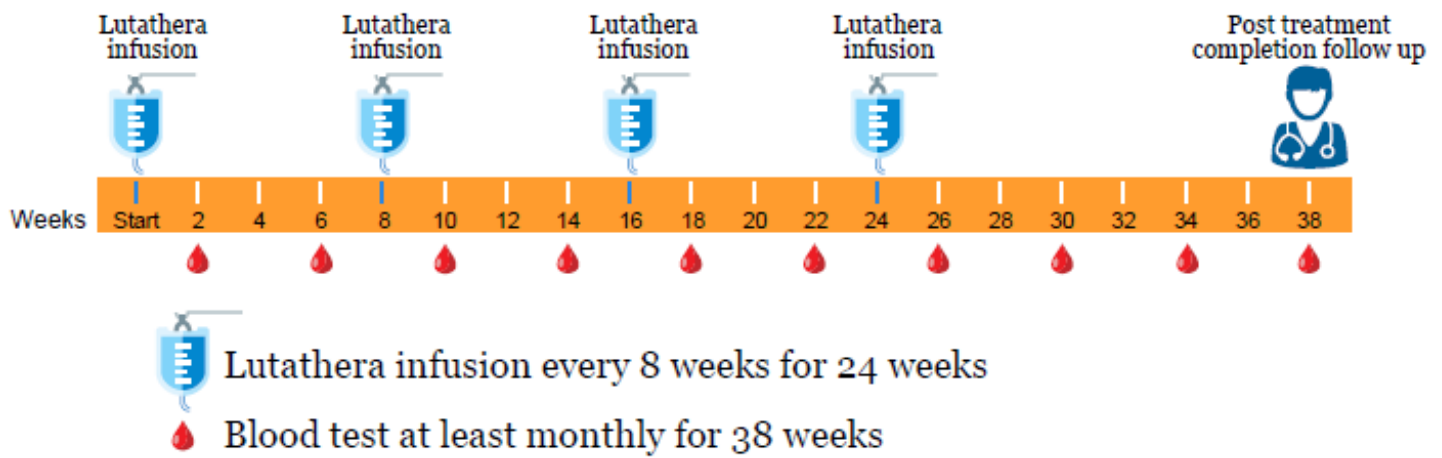 Lutathera
infusion
Lutathera
infusion
Lutathera
infusion
Lutathera
infusion
Post treatment
completion follow up
Weeks Start 2 4 6 8 10 12 14 16 18 20 22 24 26 28 30 32 34 36 38
Lutathera infusion every 8 weeks for 24 weeks
Blood test at least monthly for 38 weeks